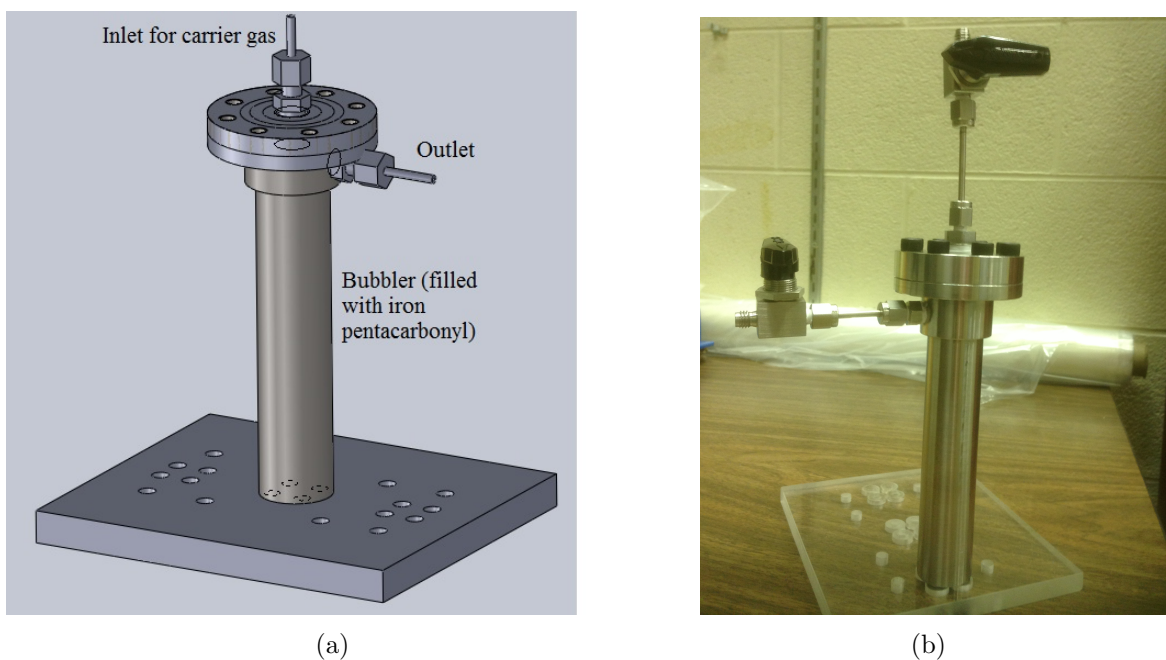 Inlet for carrier gas
Outlet
Bubbler (filled
with iron
pentacarbonyl)
(a)
(b)